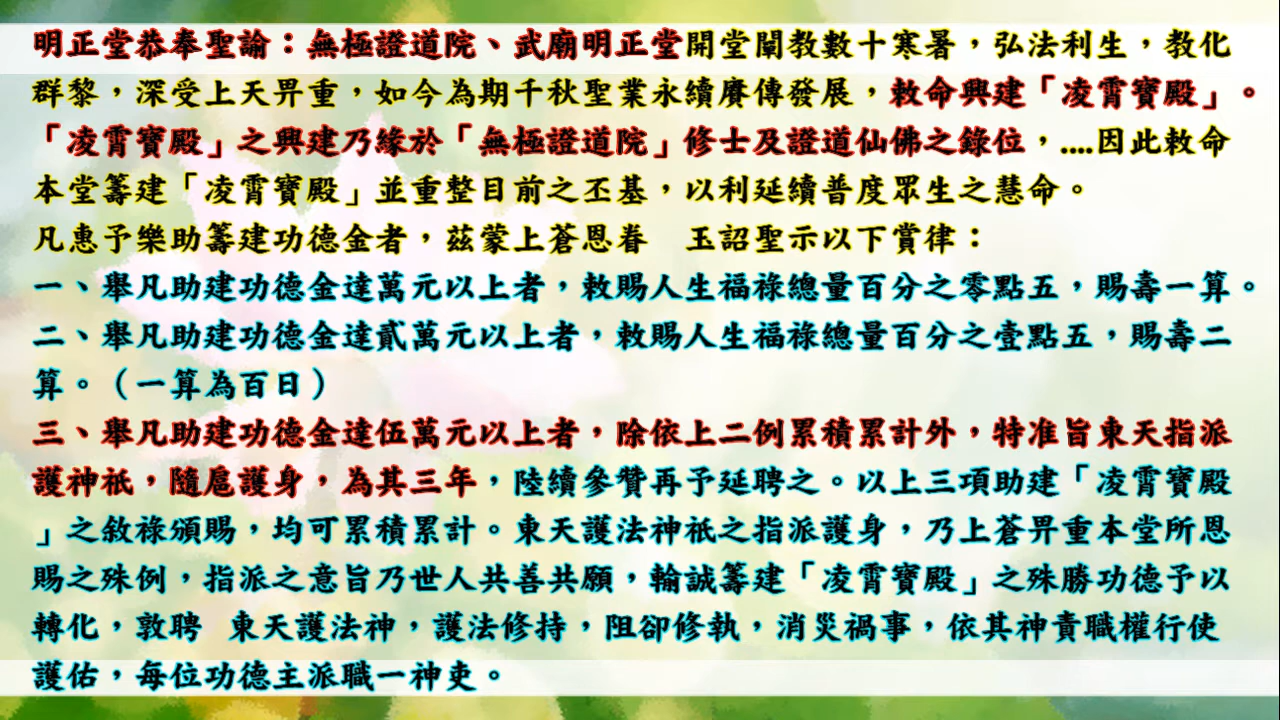 明正堂恭奉聖諭：無極證道院、武廟明正堂開堂闡教數十寒暑，弘法利生，教化
群黎，深受上天畀重，如今為期千秋聖業永續賡傳發展，敕命興建「凌霄寶殿」。
「凌霄寶殿」之興建乃緣於「無極證道院」修士及證道仙佛之錄位，....因此敕命
本堂籌建「凌霄寶殿」並重整目前之丕基，以利延續普度眾生之慧命。
凡惠予樂助籌建功德金者，茲蒙上蒼恩眷　玉詔聖示以下賞律：
一、舉凡助建功德金達萬元以上者，敕賜人生福祿總量百分之零點五，賜壽一算。
二、舉凡助建功德金達貳萬元以上者，敕賜人生福祿總量百分之壹點五，賜壽二
算。（一算為百日）
三、舉凡助建功德金達伍萬元以上者，除依上二例累積累計外，特准旨東天指派
護神祇，隨扈護身，為其三年，陸續參贊再予延聘之。以上三項助建「凌霄寶殿
」之敘祿頒賜，均可累積累計。東天護法神祇之指派護身，乃上蒼畀重本堂所恩
賜之殊例，指派之意旨乃世人共善共願，輸誠籌建「凌霄寶殿」之殊勝功德予以
轉化，敦聘　東天護法神，護法修持，阻卻修執，消災禍事，依其神責職權行使
護佑，每位功德主派職一神吏。